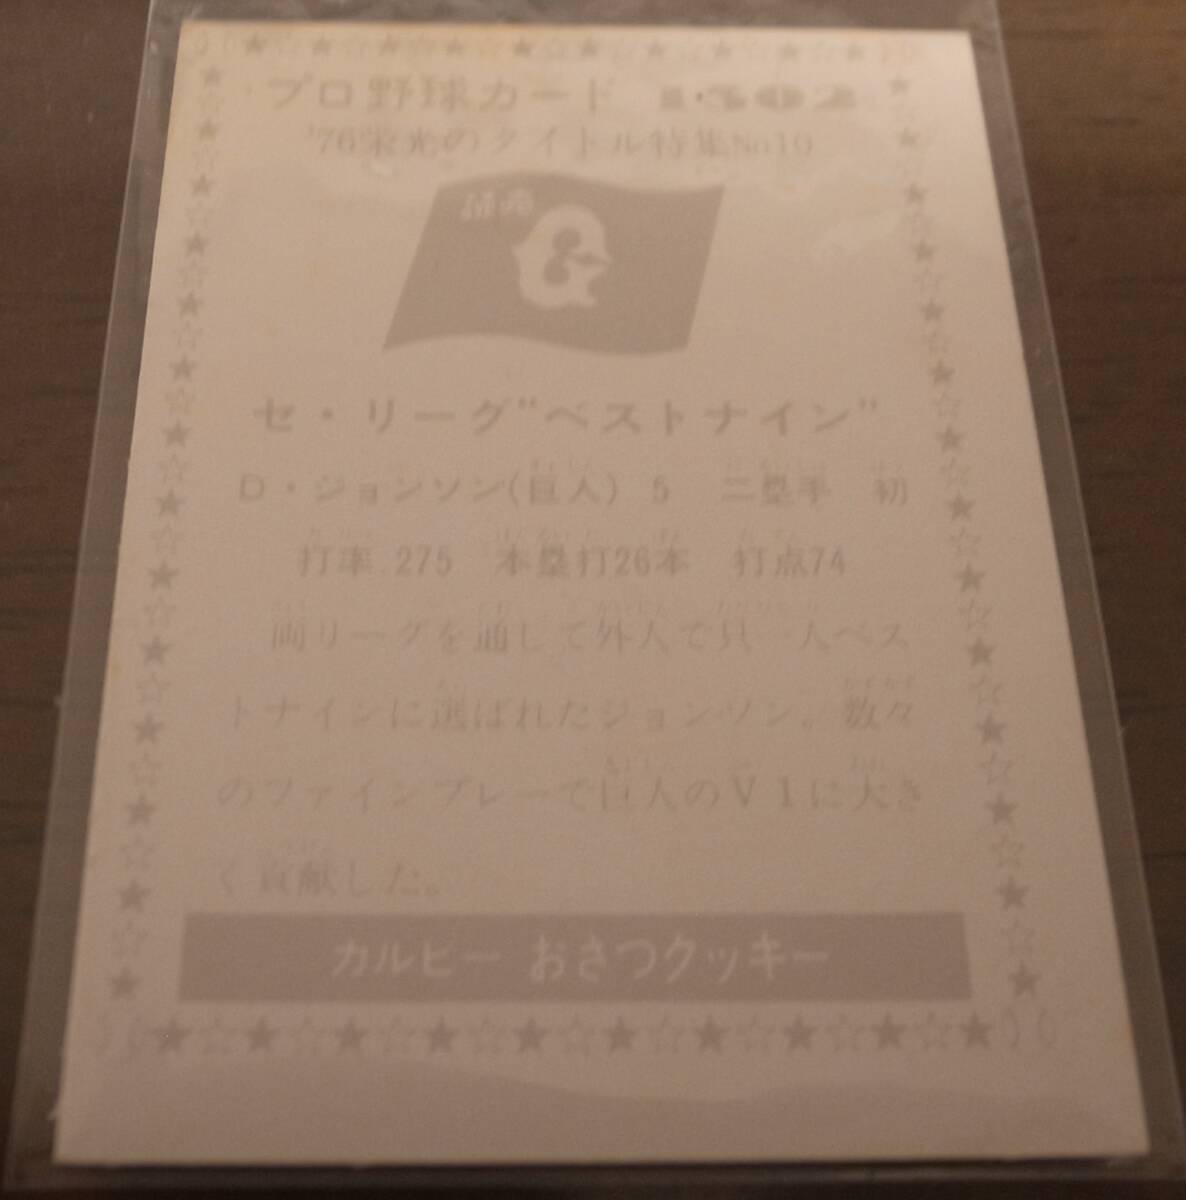 プロ野球カード 1302
'76栄光のタイトル特集No10
G
セ・リーグ"ベストナイン"
D・ジョンソン(巨人) 5 二塁手 初
打率.275 本塁打26本 打点74
両リーグを通して外人で只一人ベス
トナインに選ばれたジョンソン。数々
のファインプレーで巨人のV1に大き
く貢献した。
カルビー おさつクッキー